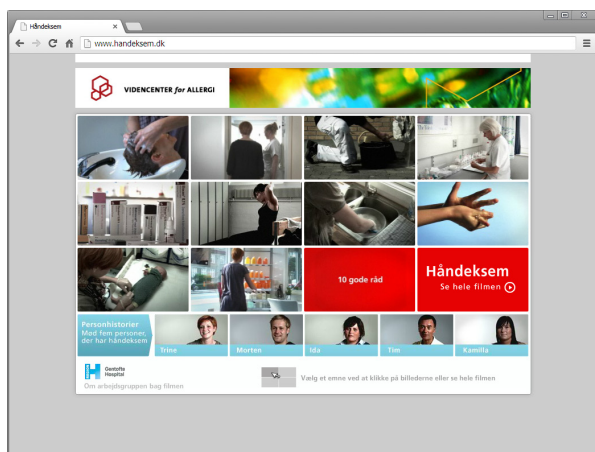 Håndeksem
www.handeksem.dk
VIDENCENTER for ALLERGI
10 gode råd
Håndeksem
Se hele filmen
Personhistorier
Mød fem personer,
der har håndeksem
Trine
Morten
Ida
Tim
Kamilla
Gentofte
Hospital
Om arbejdsgruppen bag filmen
Vælg et emne ved at klikke på billederne eller se hele filmen